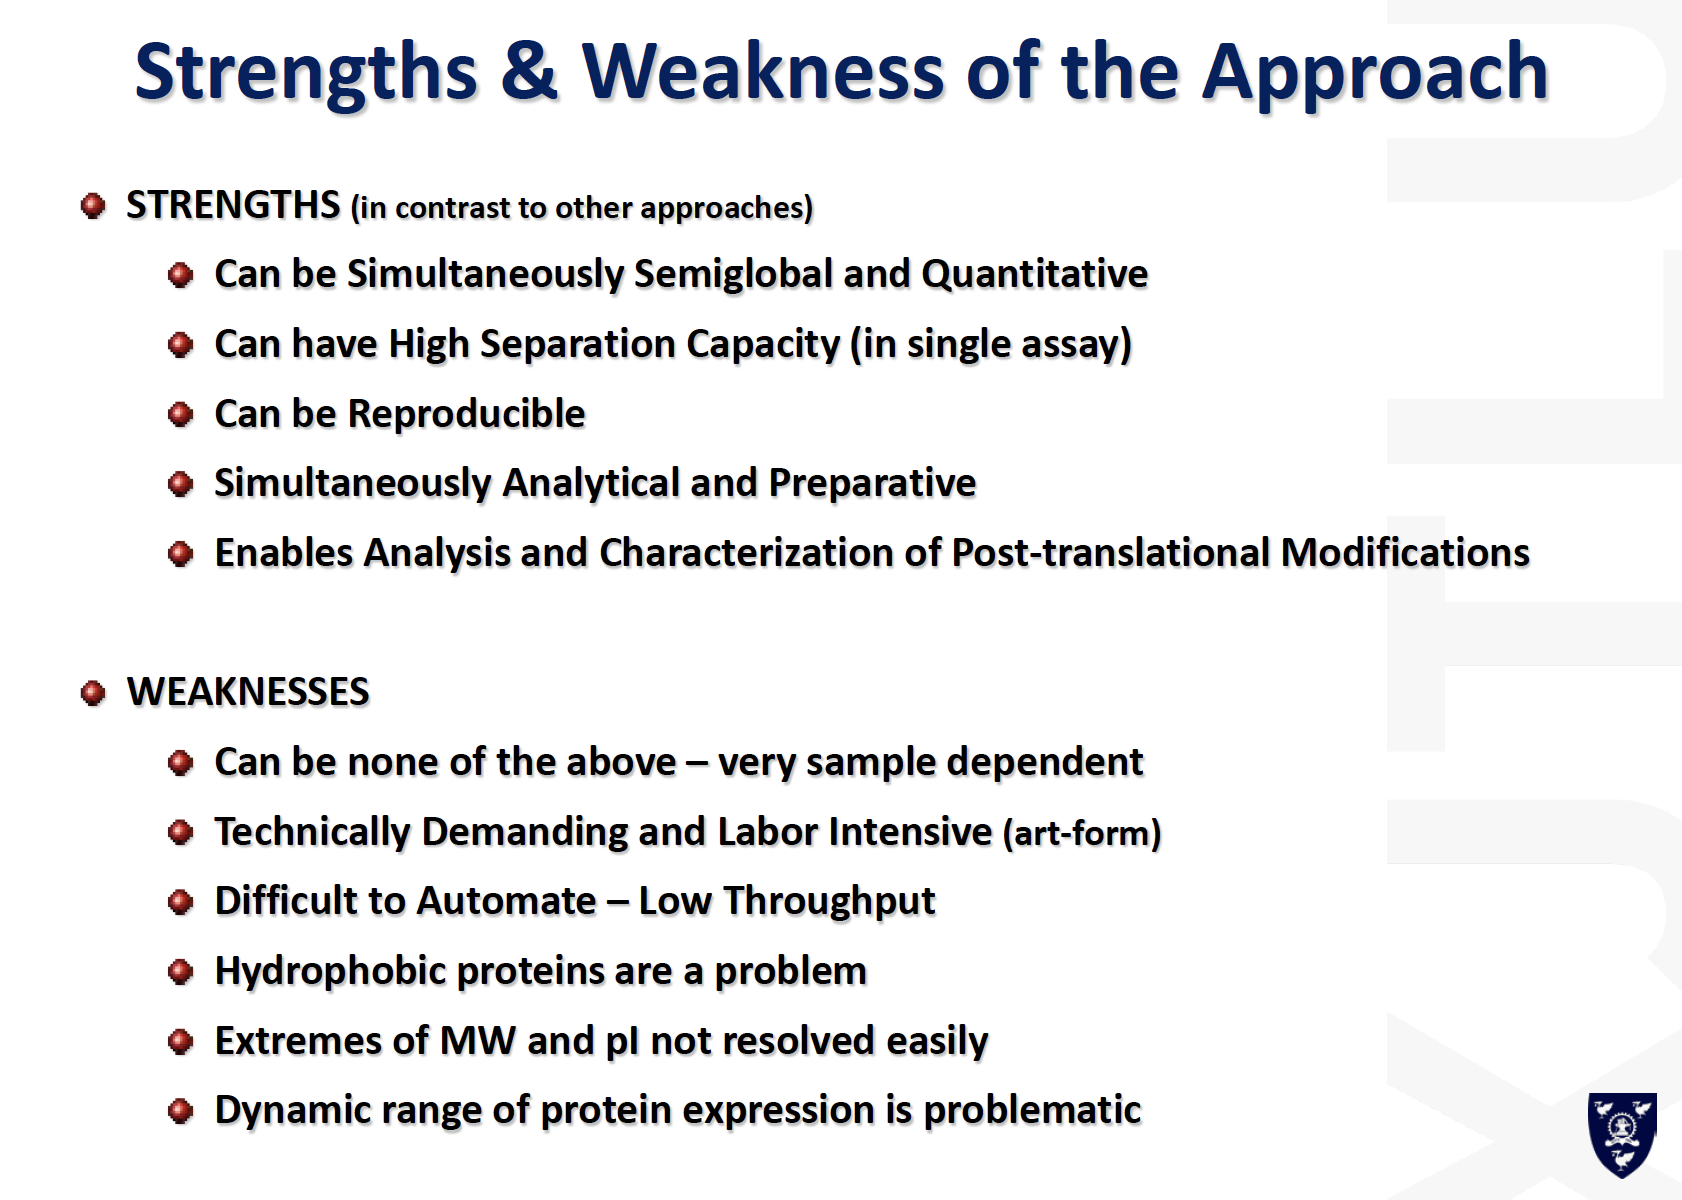 Strengths & Weakness of the Approach
STRENGTHS (in contrast to other approaches)
Can be Simultaneously Semiglobal and Quantitative
Can have High Separation Capacity (in single assay)
Can be Reproducible
Simultaneously Analytical and Preparative
Enables Analysis and Characterization of Post-translational Modifications
WEAKNESSES
Can be none of the above – very sample dependent
Technically Demanding and Labor Intensive (art-form)
Difficult to Automate – Low Throughput
Hydrophobic proteins are a problem
Extremes of MW and pI not resolved easily
Dynamic range of protein expression is problematic